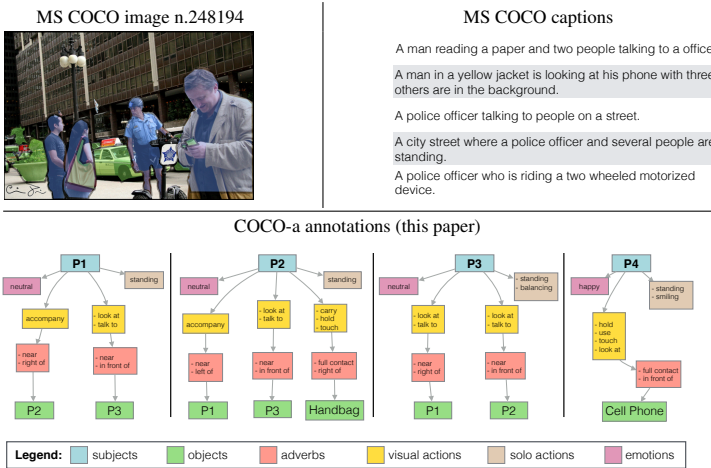 MS COCO image n.248194
MS COCO captions
A man reading a paper and two people talking to a office
A man in a yellow jacket is looking at his phone with three
others are in the background.
A police officer talking to people on a street.
A city street where a police officer and several people are
standing.
A police officer who is riding a two wheeled motorized
device.
COCO-a annotations (this paper)
P1
neutral
standing
accompany
- look at
- talk to
- near
- right of
- near
- in front of
P2
P3
P2
neutral
standing
accompany
- look at
- talk to
- carry
- hold
- touch
- near
- left of
- near
- in front of
- full contact
- right of
P1
P3
Handbag
P3
neutral
- standing
- balancing
- look at
- talk to
- look at
- talk to
- near
- right of
- near
- in front of
P1
P2
P4
happy
- standing
- smiling
- hold
- use
- touch
- look at
- full contact
- in front of
Cell Phone
Legend: subjects objects adverbs visual actions solo actions emotions